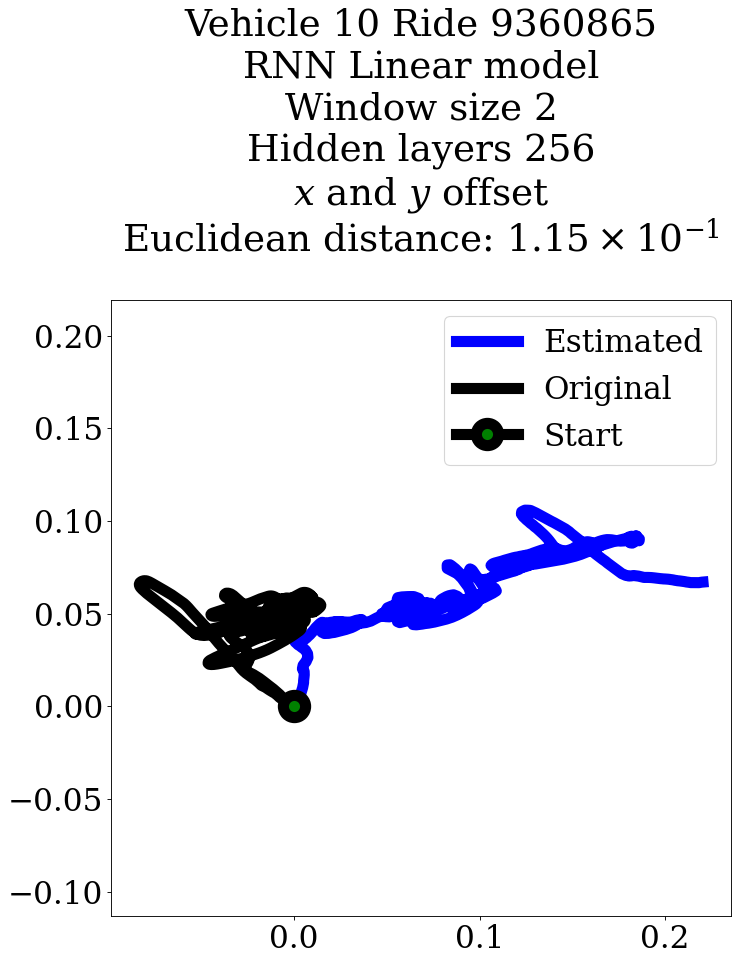 Vehicle 10 Ride 9360865
RNN Linear model
Window size 2
Hidden layers 256
x and y offset
Euclidean distance: 1.15 × 10⁻¹
Estimated
Original
Start
0.20
0.15
0.10
0.05
0.00
−0.05
−0.10
0.0 0.1 0.2